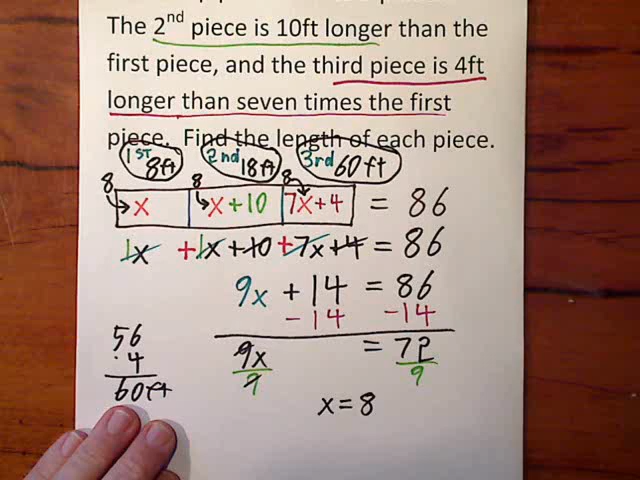 The 2nd piece is 10ft longer than the
first piece, and the third piece is 4ft
longer than seven times the first
piece. Find the length of each piece.
1ST 8ft 2nd 18ft 3rd 60ft
8 8 8
x x+10 7x+4 = 86
1x +1x+10+7x+4 = 86
9x +14 = 86
-14 -14
9x = 72
9 9
x=8
56
4
60ft